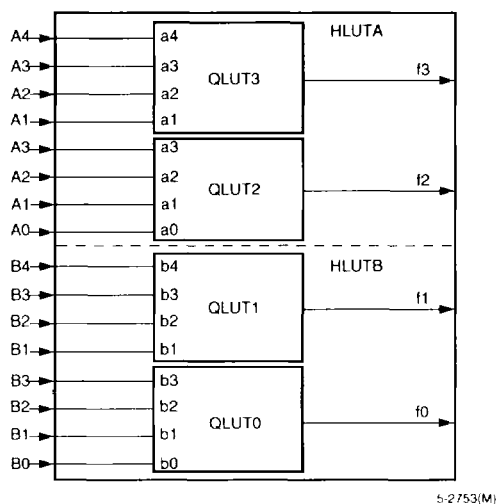 A4 a4 HLUTA
A3 a3 QLUT3 f3
A2 a2
A1 a1
A3 a3
A2 a2 QLUT2 f2
A1 a1
A0 a0
B4 b4 HLUTB
B3 b3 QLUT1 f1
B2 b2
B1 b1
B3 b3
B2 b2 QLUT0 f0
B1 b1
B0 b0
5-2753(M)